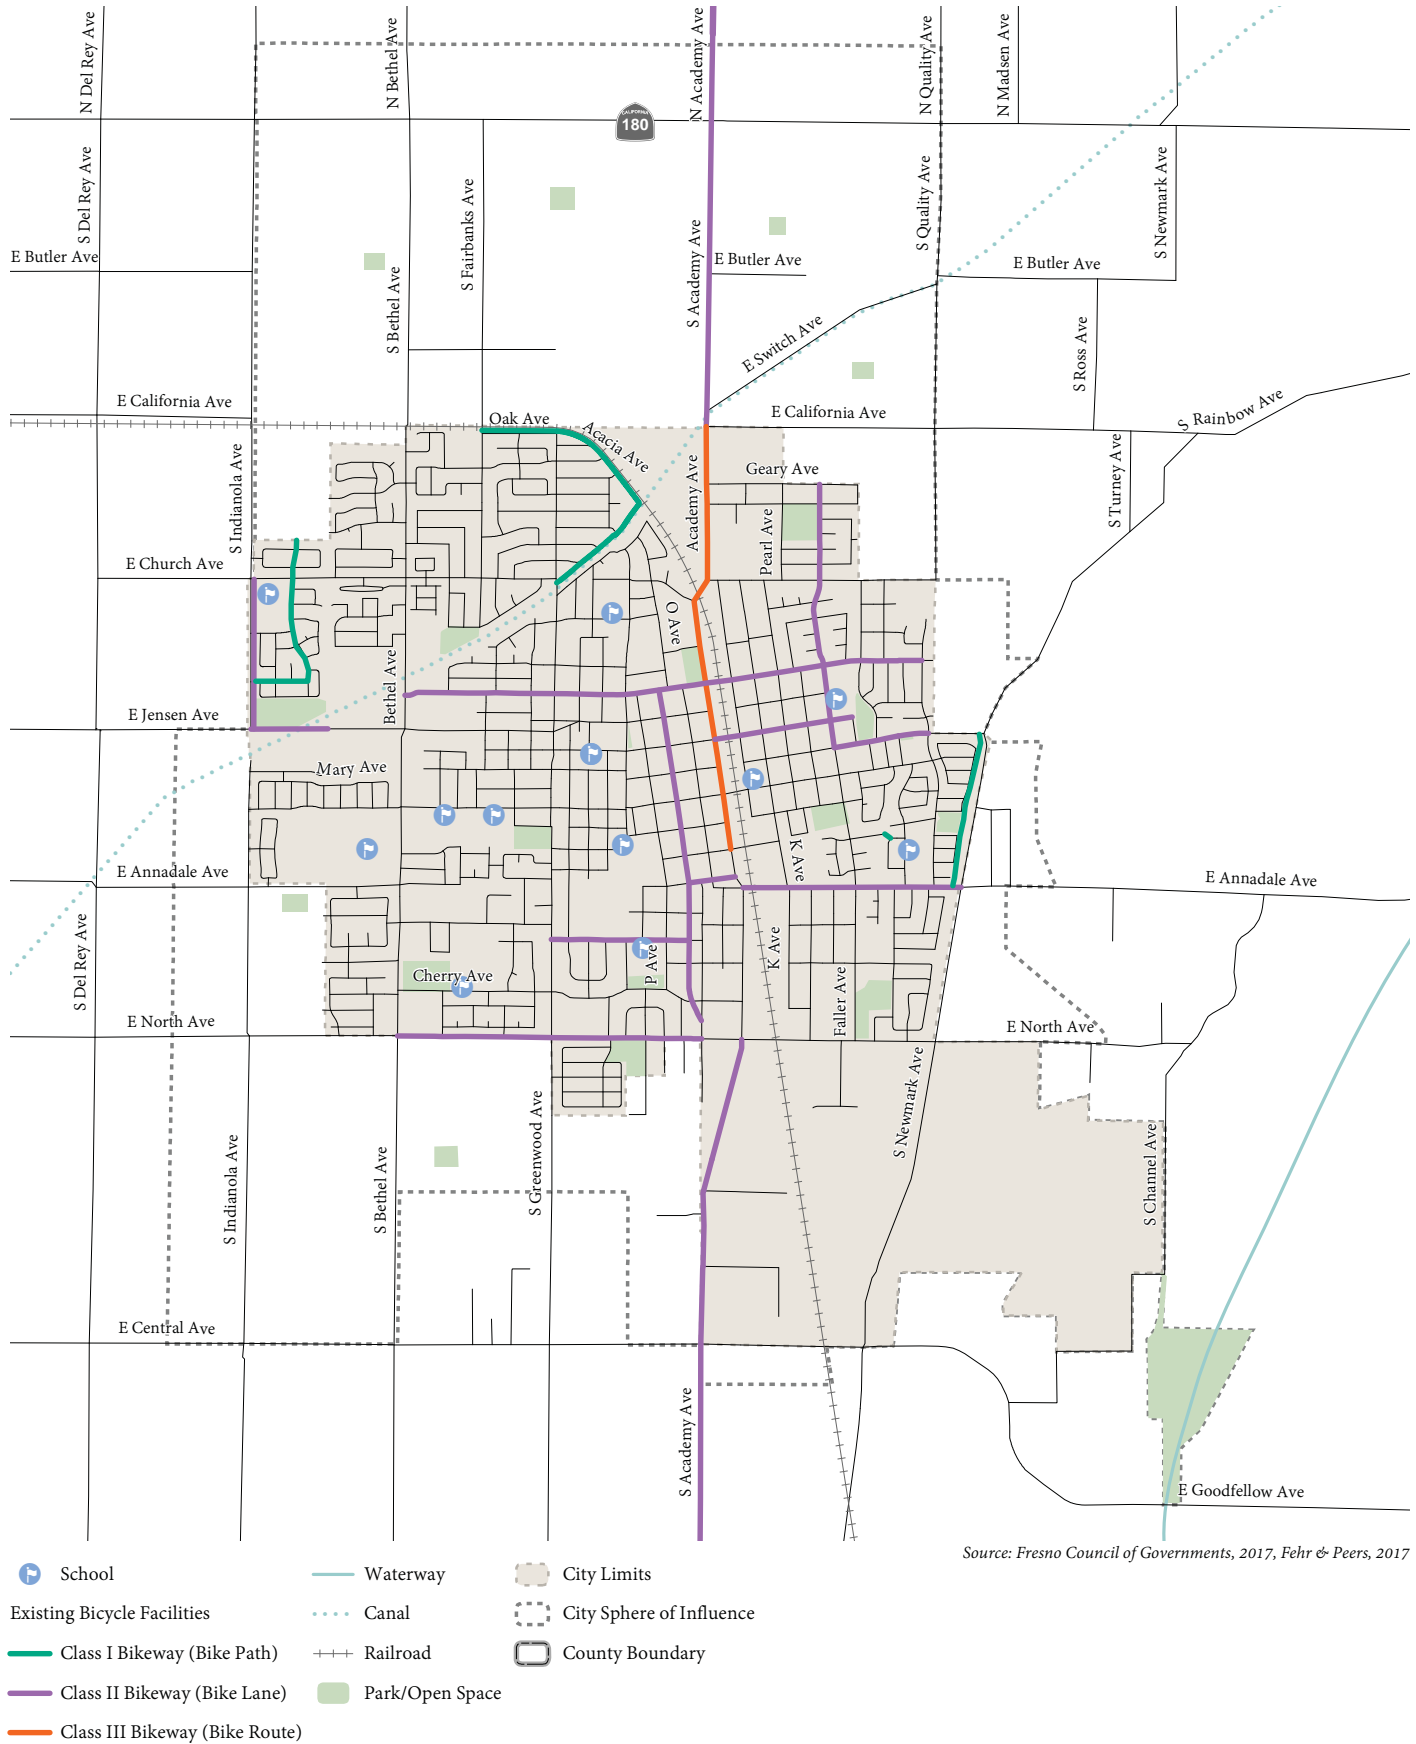 N Del Rey Ave
N Bethel Ave
N Academy Ave
N Quality Ave
N Madsen Ave
CALIFORNIA
180
S Del Rey Ave
S Fairbanks Ave
S Quality Ave
S Newmark Ave
E Butler Ave
S Bethel Ave
S Academy Ave
E Butler Ave
E Butler Ave
E Switch Ave
S Ross Ave
E California Ave
Oak Ave
Acacia Ave
E California Ave
S Rainbow Ave
S Indianola Ave
Academy Ave
Geary Ave
Pearl Ave
S Turney Ave
E Church Ave
O Ave
Bethel Ave
E Jensen Ave
Mary Ave
K Ave
E Annadale Ave
E Annadale Ave
S Del Rey Ave
Cherry Ave
P Ave
K Ave
Faller Ave
E North Ave
E North Ave
S Newmark Ave
S Indianola Ave
S Bethel Ave
S Greenwood Ave
S Channel Ave
E Central Ave
S Academy Ave
E Goodfellow Ave
Source: Fresno Council of Governments, 2017, Fehr & Peers, 2017
School
Waterway
City Limits
Existing Bicycle Facilities
Canal
City Sphere of Influence
Class I Bikeway (Bike Path)
Railroad
County Boundary
Class II Bikeway (Bike Lane)
Park/Open Space
Class III Bikeway (Bike Route)